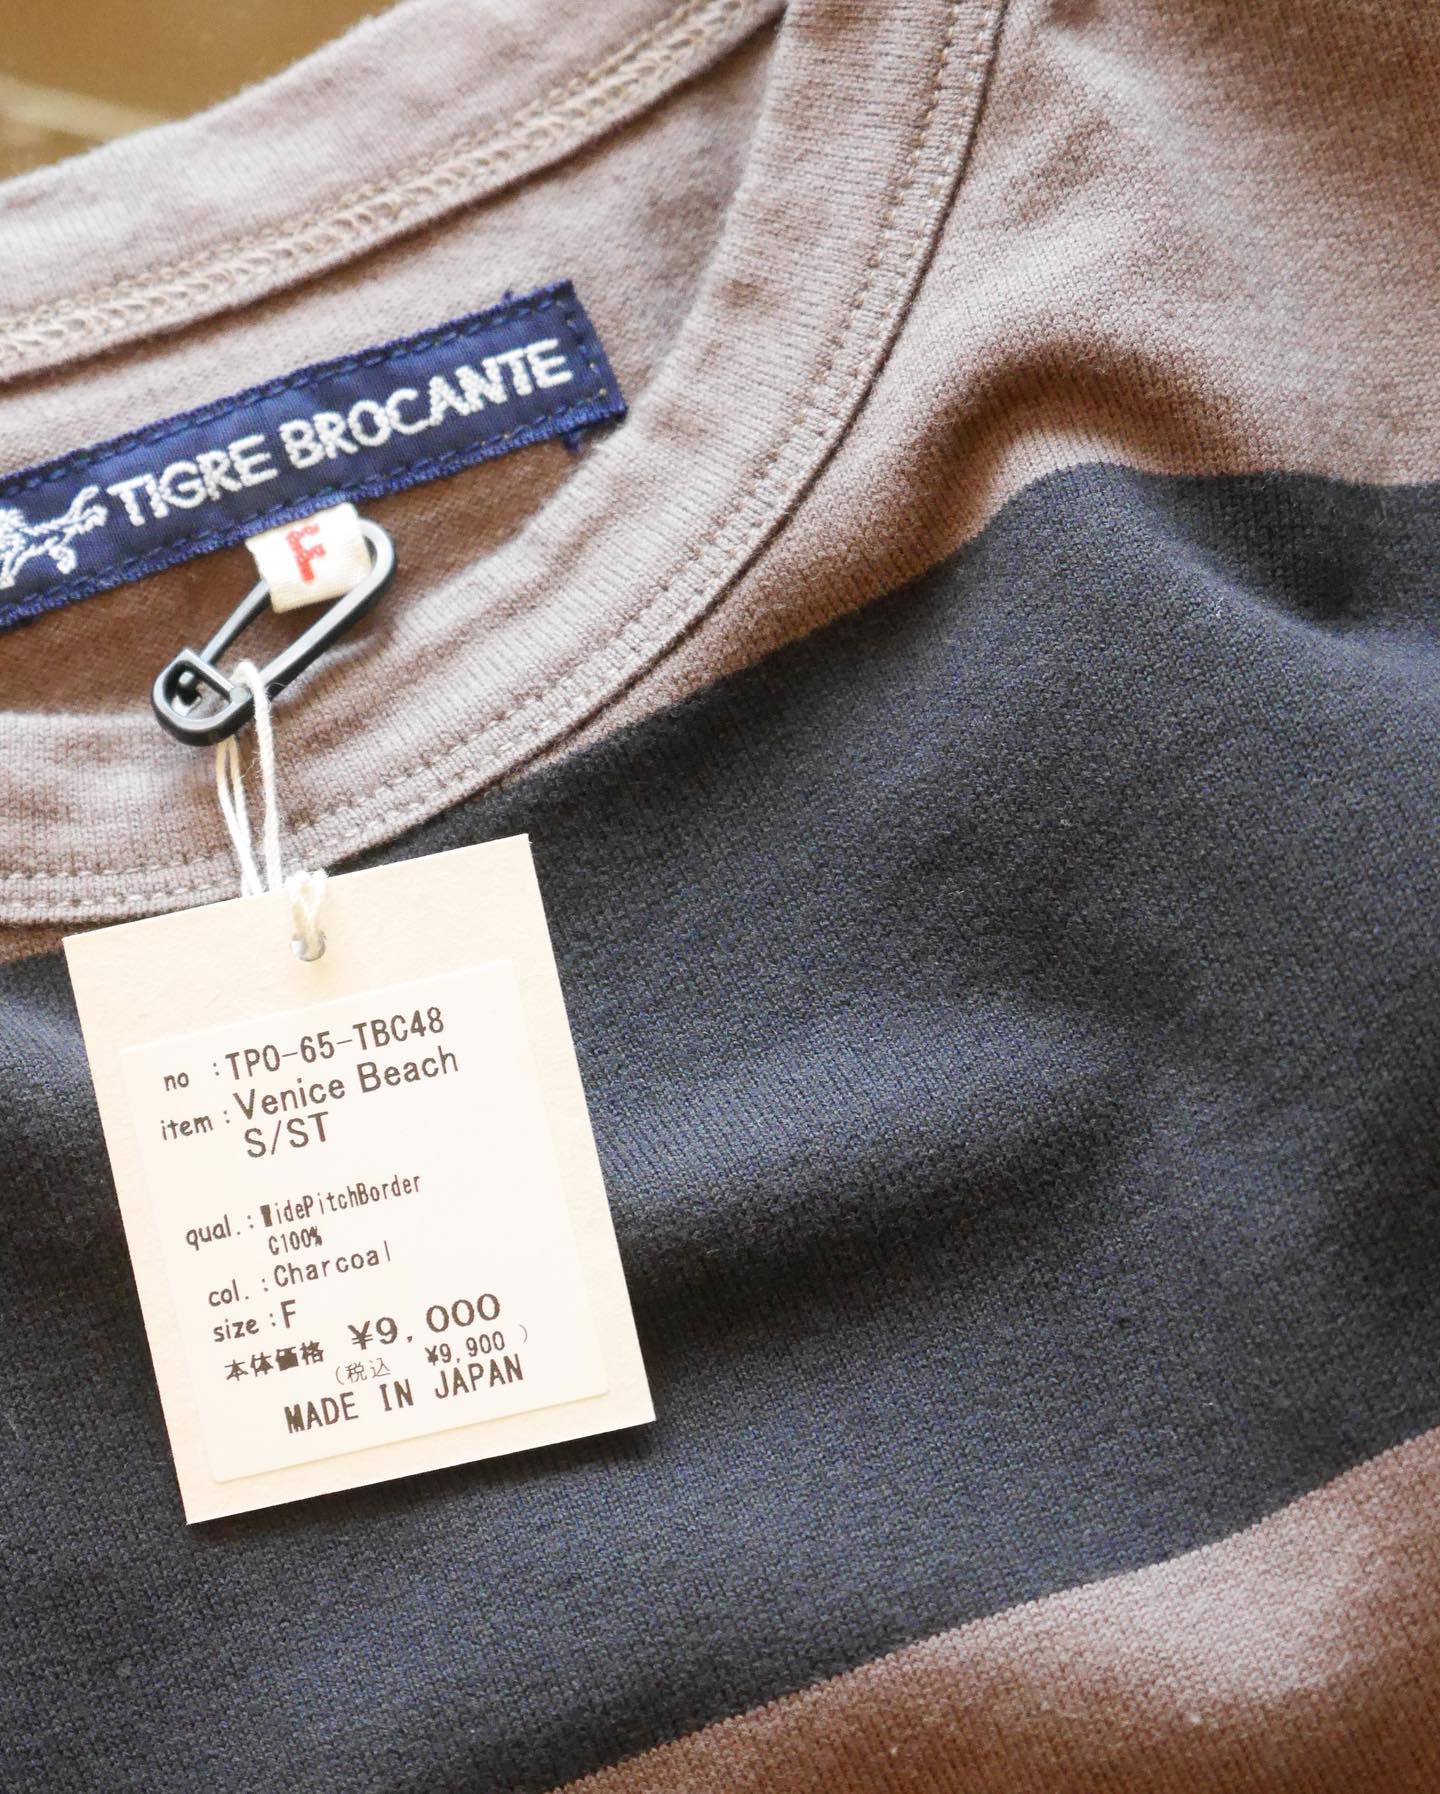 TIGRE BROCANTE
F
no :TPO-65-TBC48
item:Venice Beach
S/ST
qual.:WidePitchBorder
C100%
col.:Charcoal
size:F
本体価格 ¥9,000
(税込 ¥9,900 )
MADE IN JAPAN